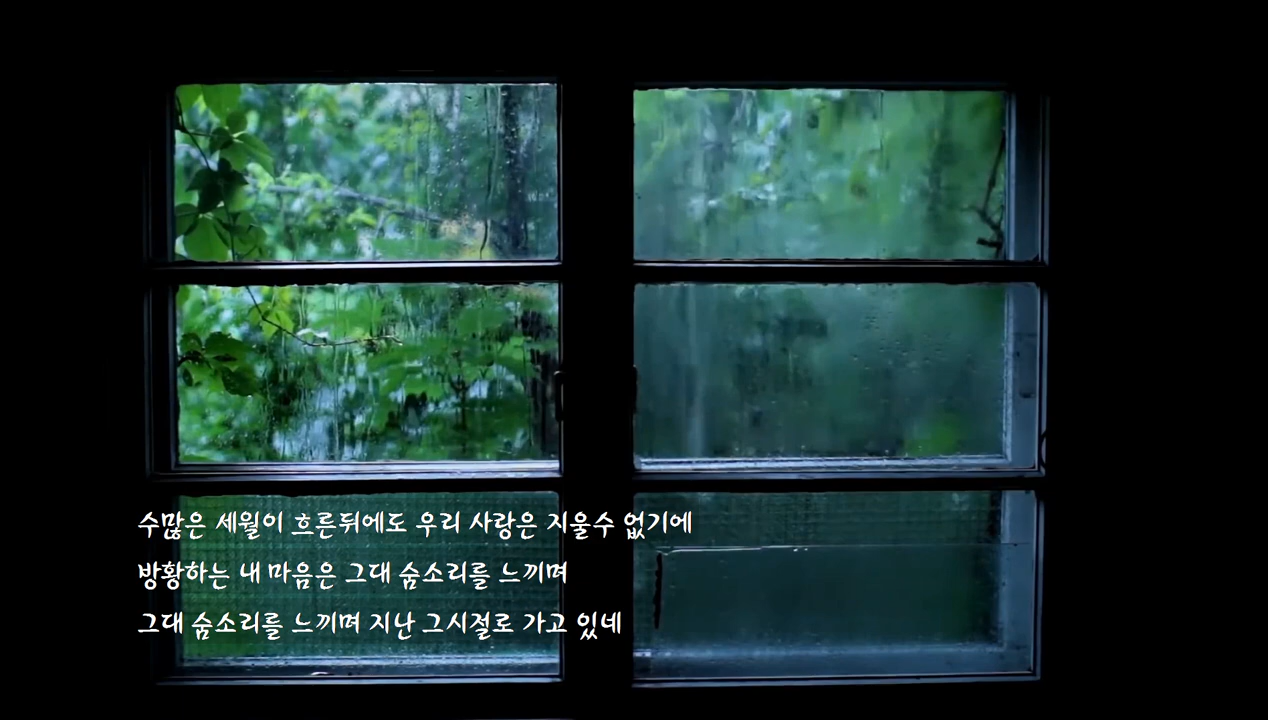 수많은 세월이 흐른뒤에도 우리 사랑은 지울수 없기에
방황하는 내 마음은 그대 숨소리를 느끼며
그대 숨소리를 느끼며 지난 그시절로 가고 있네